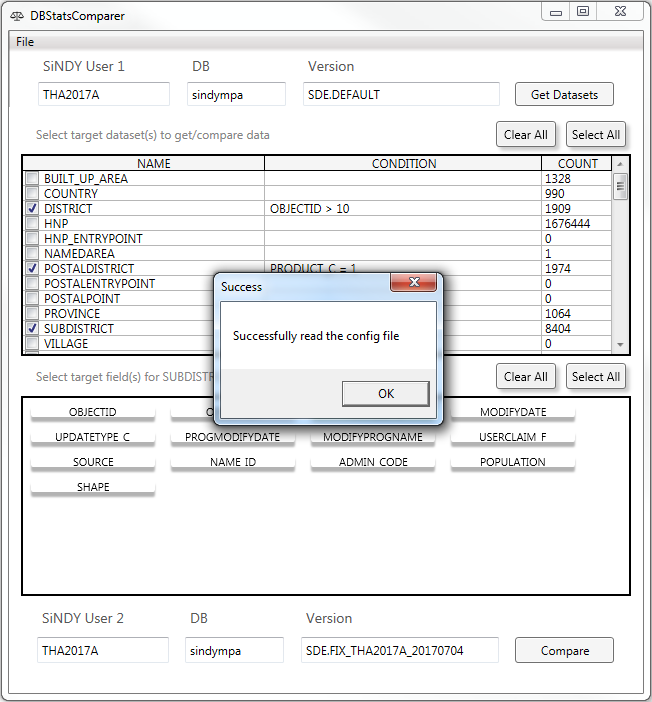 DBStatsComparer
File
SiNDY User 1 DB Version
THA2017A sindympa SDE.DEFAULT Get Datasets
Select target dataset(s) to get/compare data Clear All Select All
NAME CONDITION COUNT
BUILT_UP_AREA 1328
COUNTRY 990
DISTRICT OBJECTID > 10 1909
HNP 1676444
HNP_ENTRYPOINT 0
NAMEDAREA 1
POSTALDISTRICT PRODUCT_C = 1 1974
POSTALENTRYPOINT 0
POSTALPOINT 0
PROVINCE 1064
SUBDISTRICT 8404
VILLAGE 0
Success
Successfully read the config file
OK
Select target field(s) for SUBDISTR Clear All Select All
OBJECTID MODIFYDATE
UPDATETYPE_C PROGMODIFYDATE MODIFYPROGNAME USERCLAIM_F
SOURCE NAME_ID ADMIN_CODE POPULATION
SHAPE
SiNDY User 2 DB Version
THA2017A sindympa SDE.FIX_THA2017A_20170704 Compare